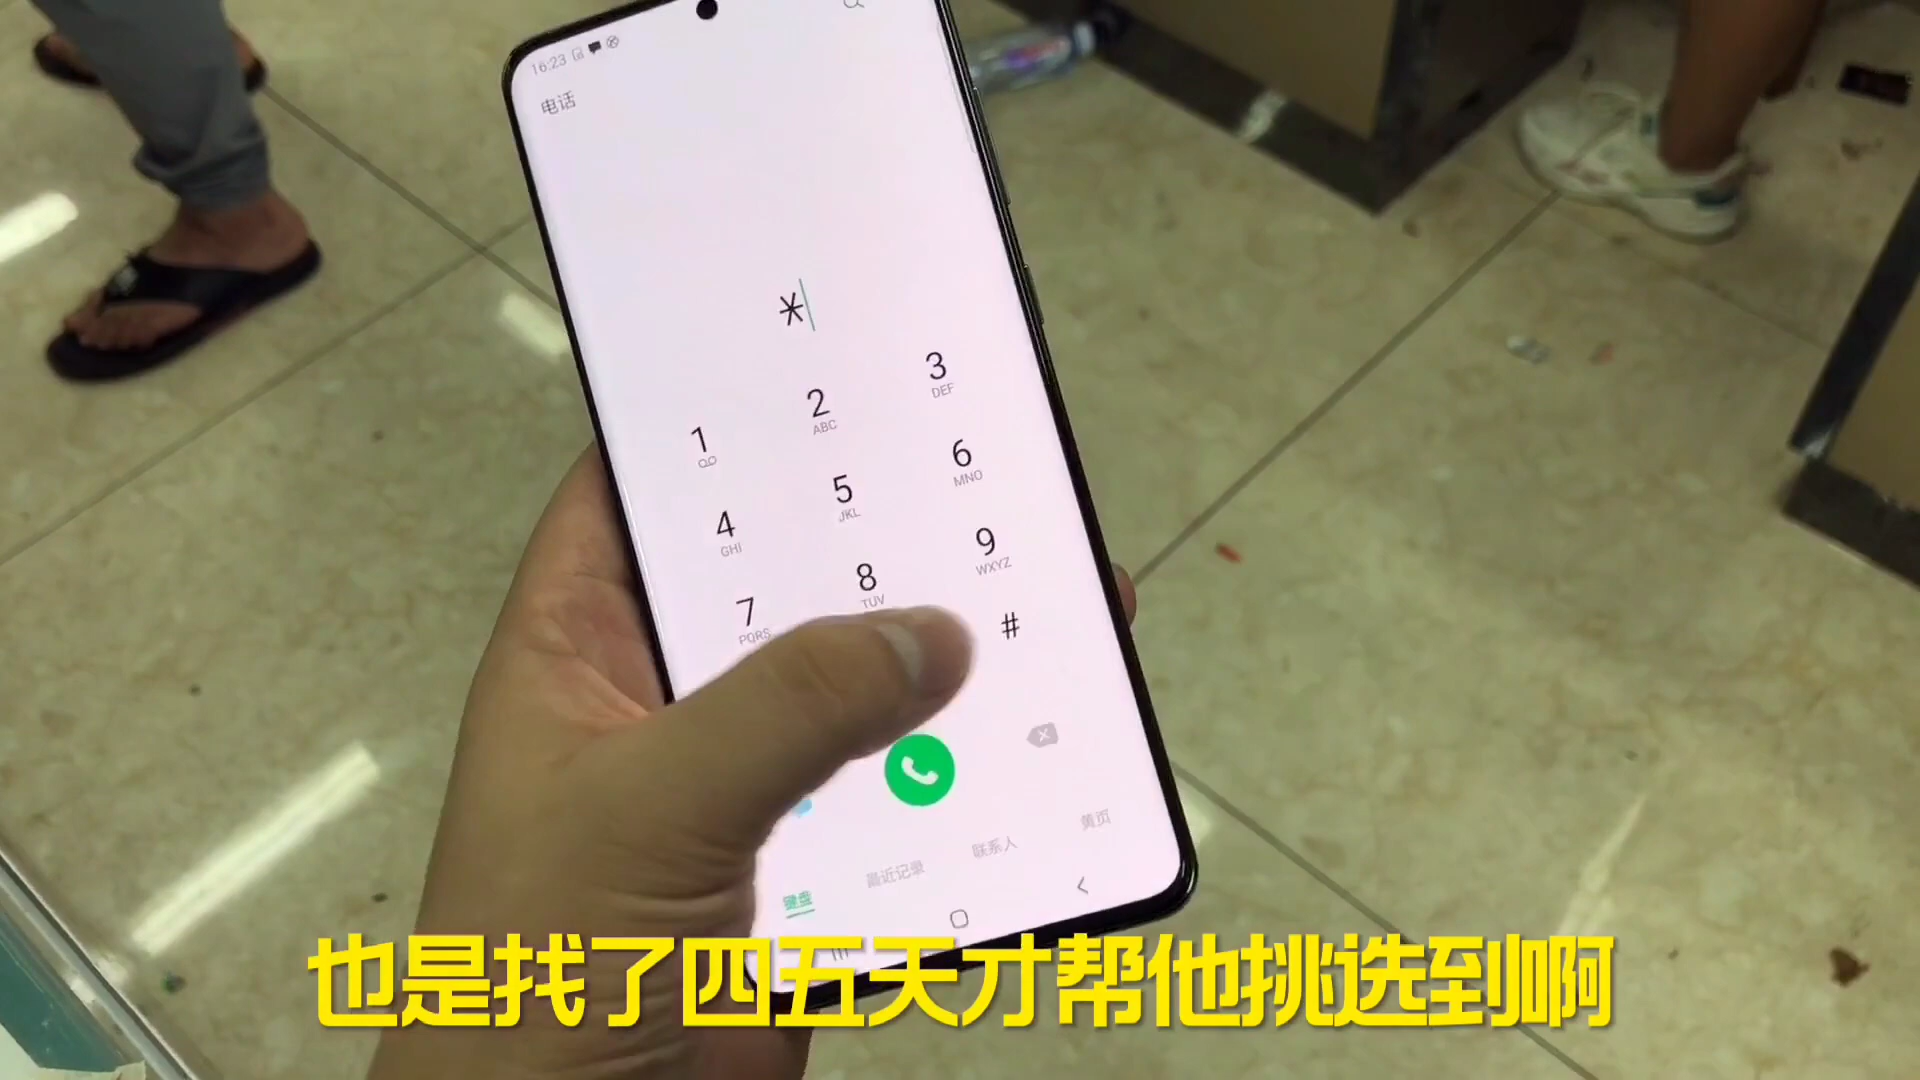 16:23
电话
*
1
2 ABC
3 DEF
4 GHI
5 JKL
6 MNO
7 PQRS
8 TUV
9 WXYZ
#
键盘 最近记录 联系人 黄页
也是找了四五天才帮他挑选到啊